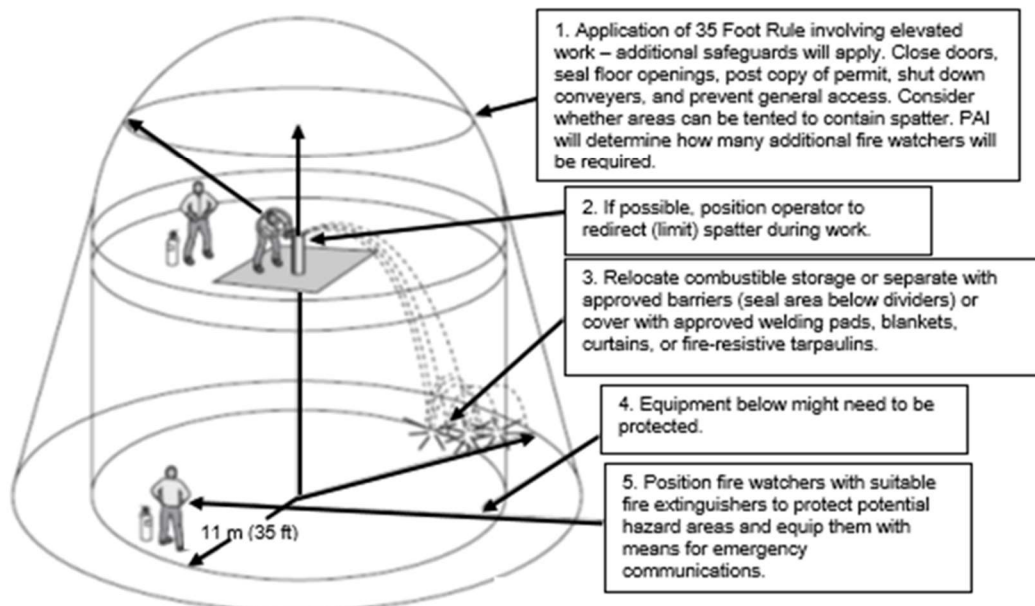 1. Application of 35 Foot Rule involving elevated
work – additional safeguards will apply. Close doors,
seal floor openings, post copy of permit, shut down
conveyers, and prevent general access. Consider
whether areas can be tented to contain spatter. PAI
will determine how many additional fire watchers will
be required.
2. If possible, position operator to
redirect (limit) spatter during work.
3. Relocate combustible storage or separate with
approved barriers (seal area below dividers) or
cover with approved welding pads, blankets,
curtains, or fire-resistive tarpaulins.
4. Equipment below might need to be
protected.
5. Position fire watchers with suitable
fire extinguishers to protect potential
hazard areas and equip them with
means for emergency
communications.
11 m (35 ft)